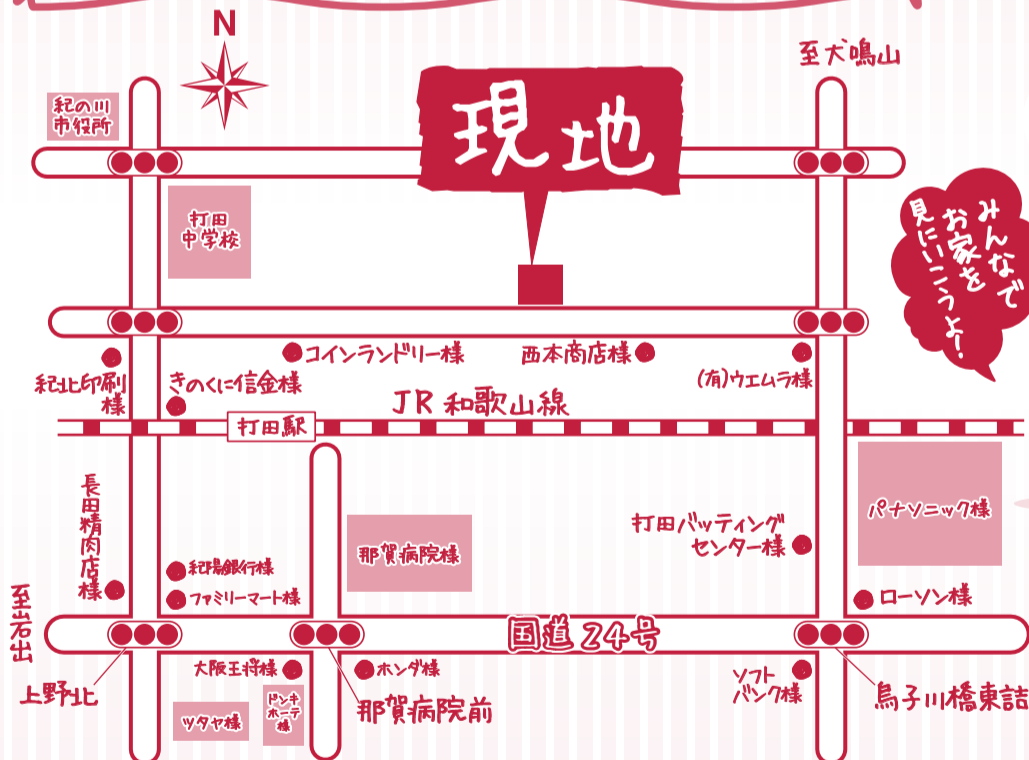 N
至犬鳴山
紀の川
市役所
現地
打田
中学校
みんなで
お家を
見にいこうよ!
コインランドリー様
西本商店様
(有)ウエムラ様
紀北印刷
様
きのくに信金様
JR 和歌山線
打田駅
長田精肉店様
パナソニック様
打田バッティング
センター様
那賀病院様
紀陽銀行様
ファミリーマート様
ローソン様
至岩出
国道24号
上野北
大阪王将様
ホンダ様
ソフト
バンク様
烏子川橋東詰
ツタヤ様
ドンキ
ホーテ
様
那賀病院前